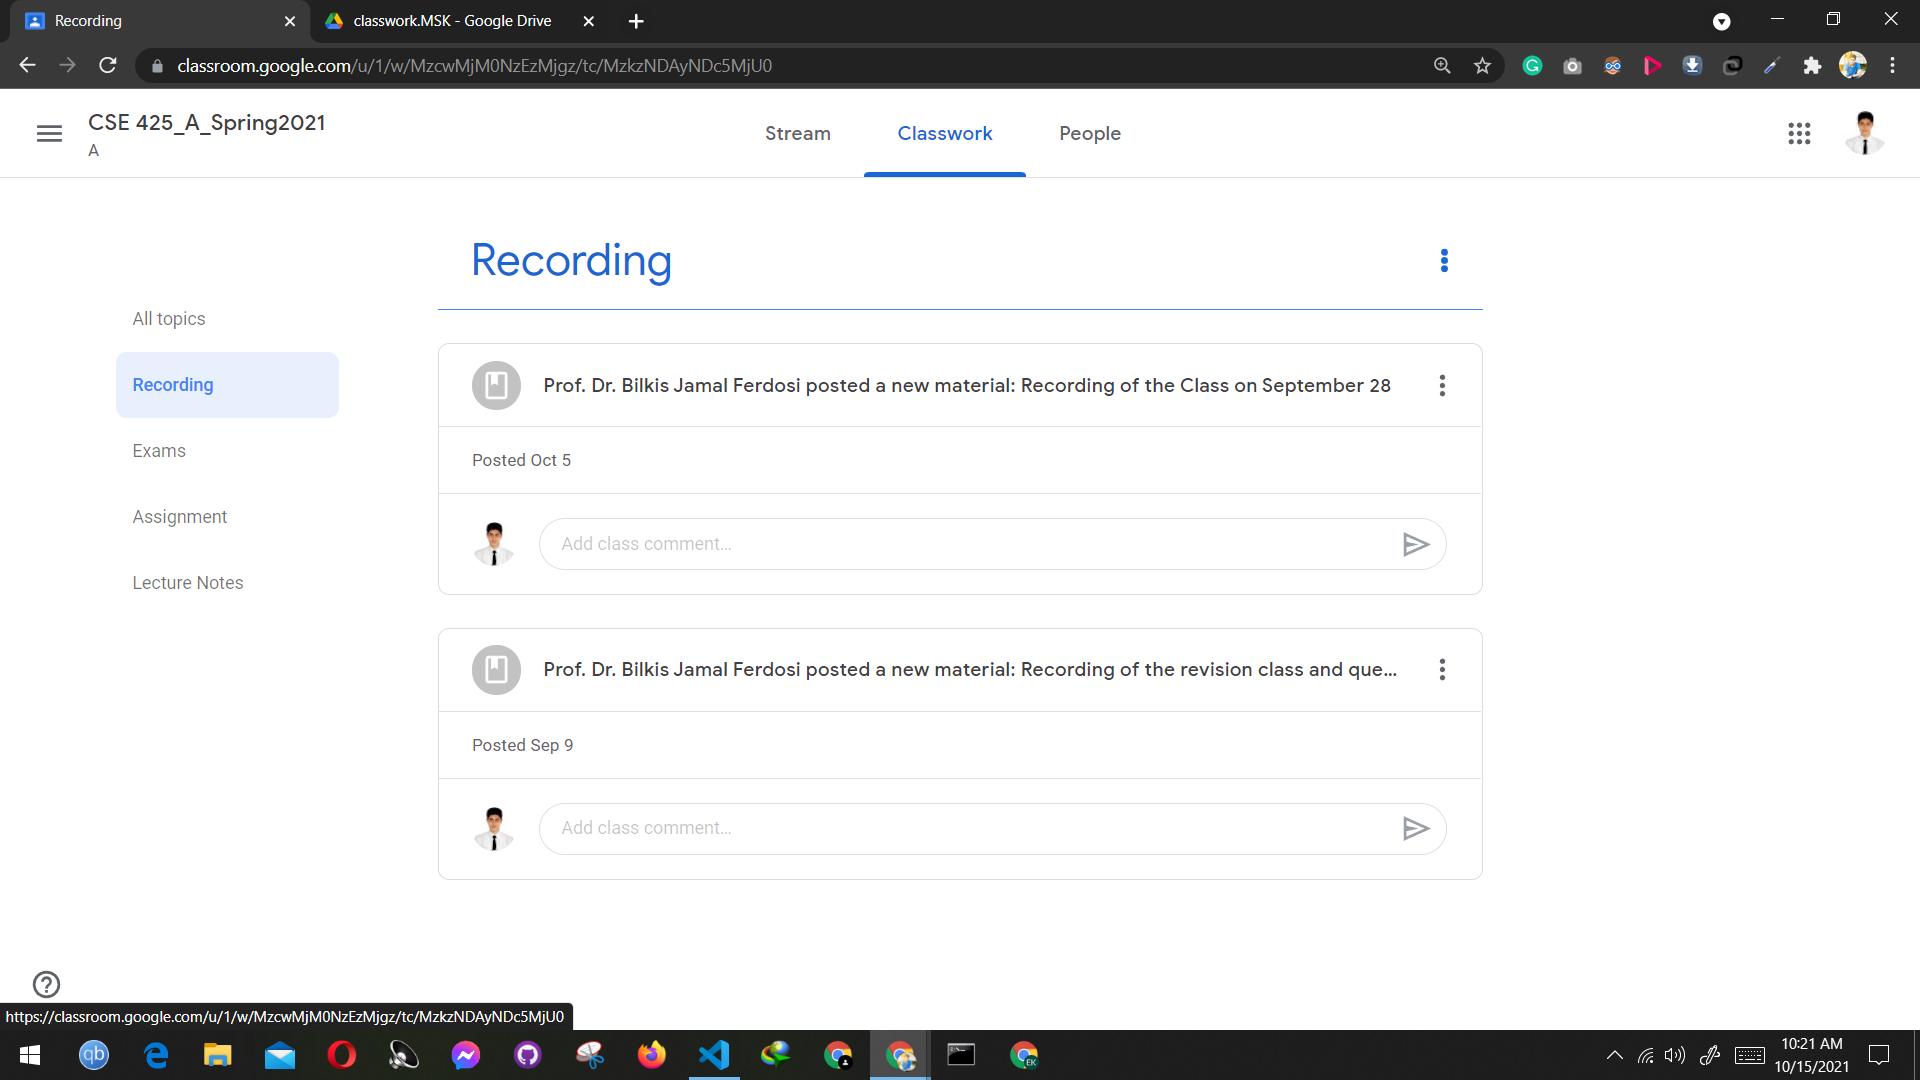 Recording
classwork.MSK - Google Drive
classroom.google.com/u/1/w/MzcwMjM0NzEzMjgz/tc/MzkzNDAyNDc5MjU0
CSE 425_A_Spring2021
A
Stream
Classwork
People
Recording
All topics
Recording
Exams
Assignment
Lecture Notes
Prof. Dr. Bilkis Jamal Ferdosi posted a new material: Recording of the Class on September 28
Posted Oct 5
Add class comment...
Prof. Dr. Bilkis Jamal Ferdosi posted a new material: Recording of the revision class and que...
Posted Sep 9
Add class comment...
https://classroom.google.com/u/1/w/MzcwMjM0NzEzMjgz/tc/MzkzNDAyNDc5MjU0
qb
EK
10:21 AM
10/15/2021